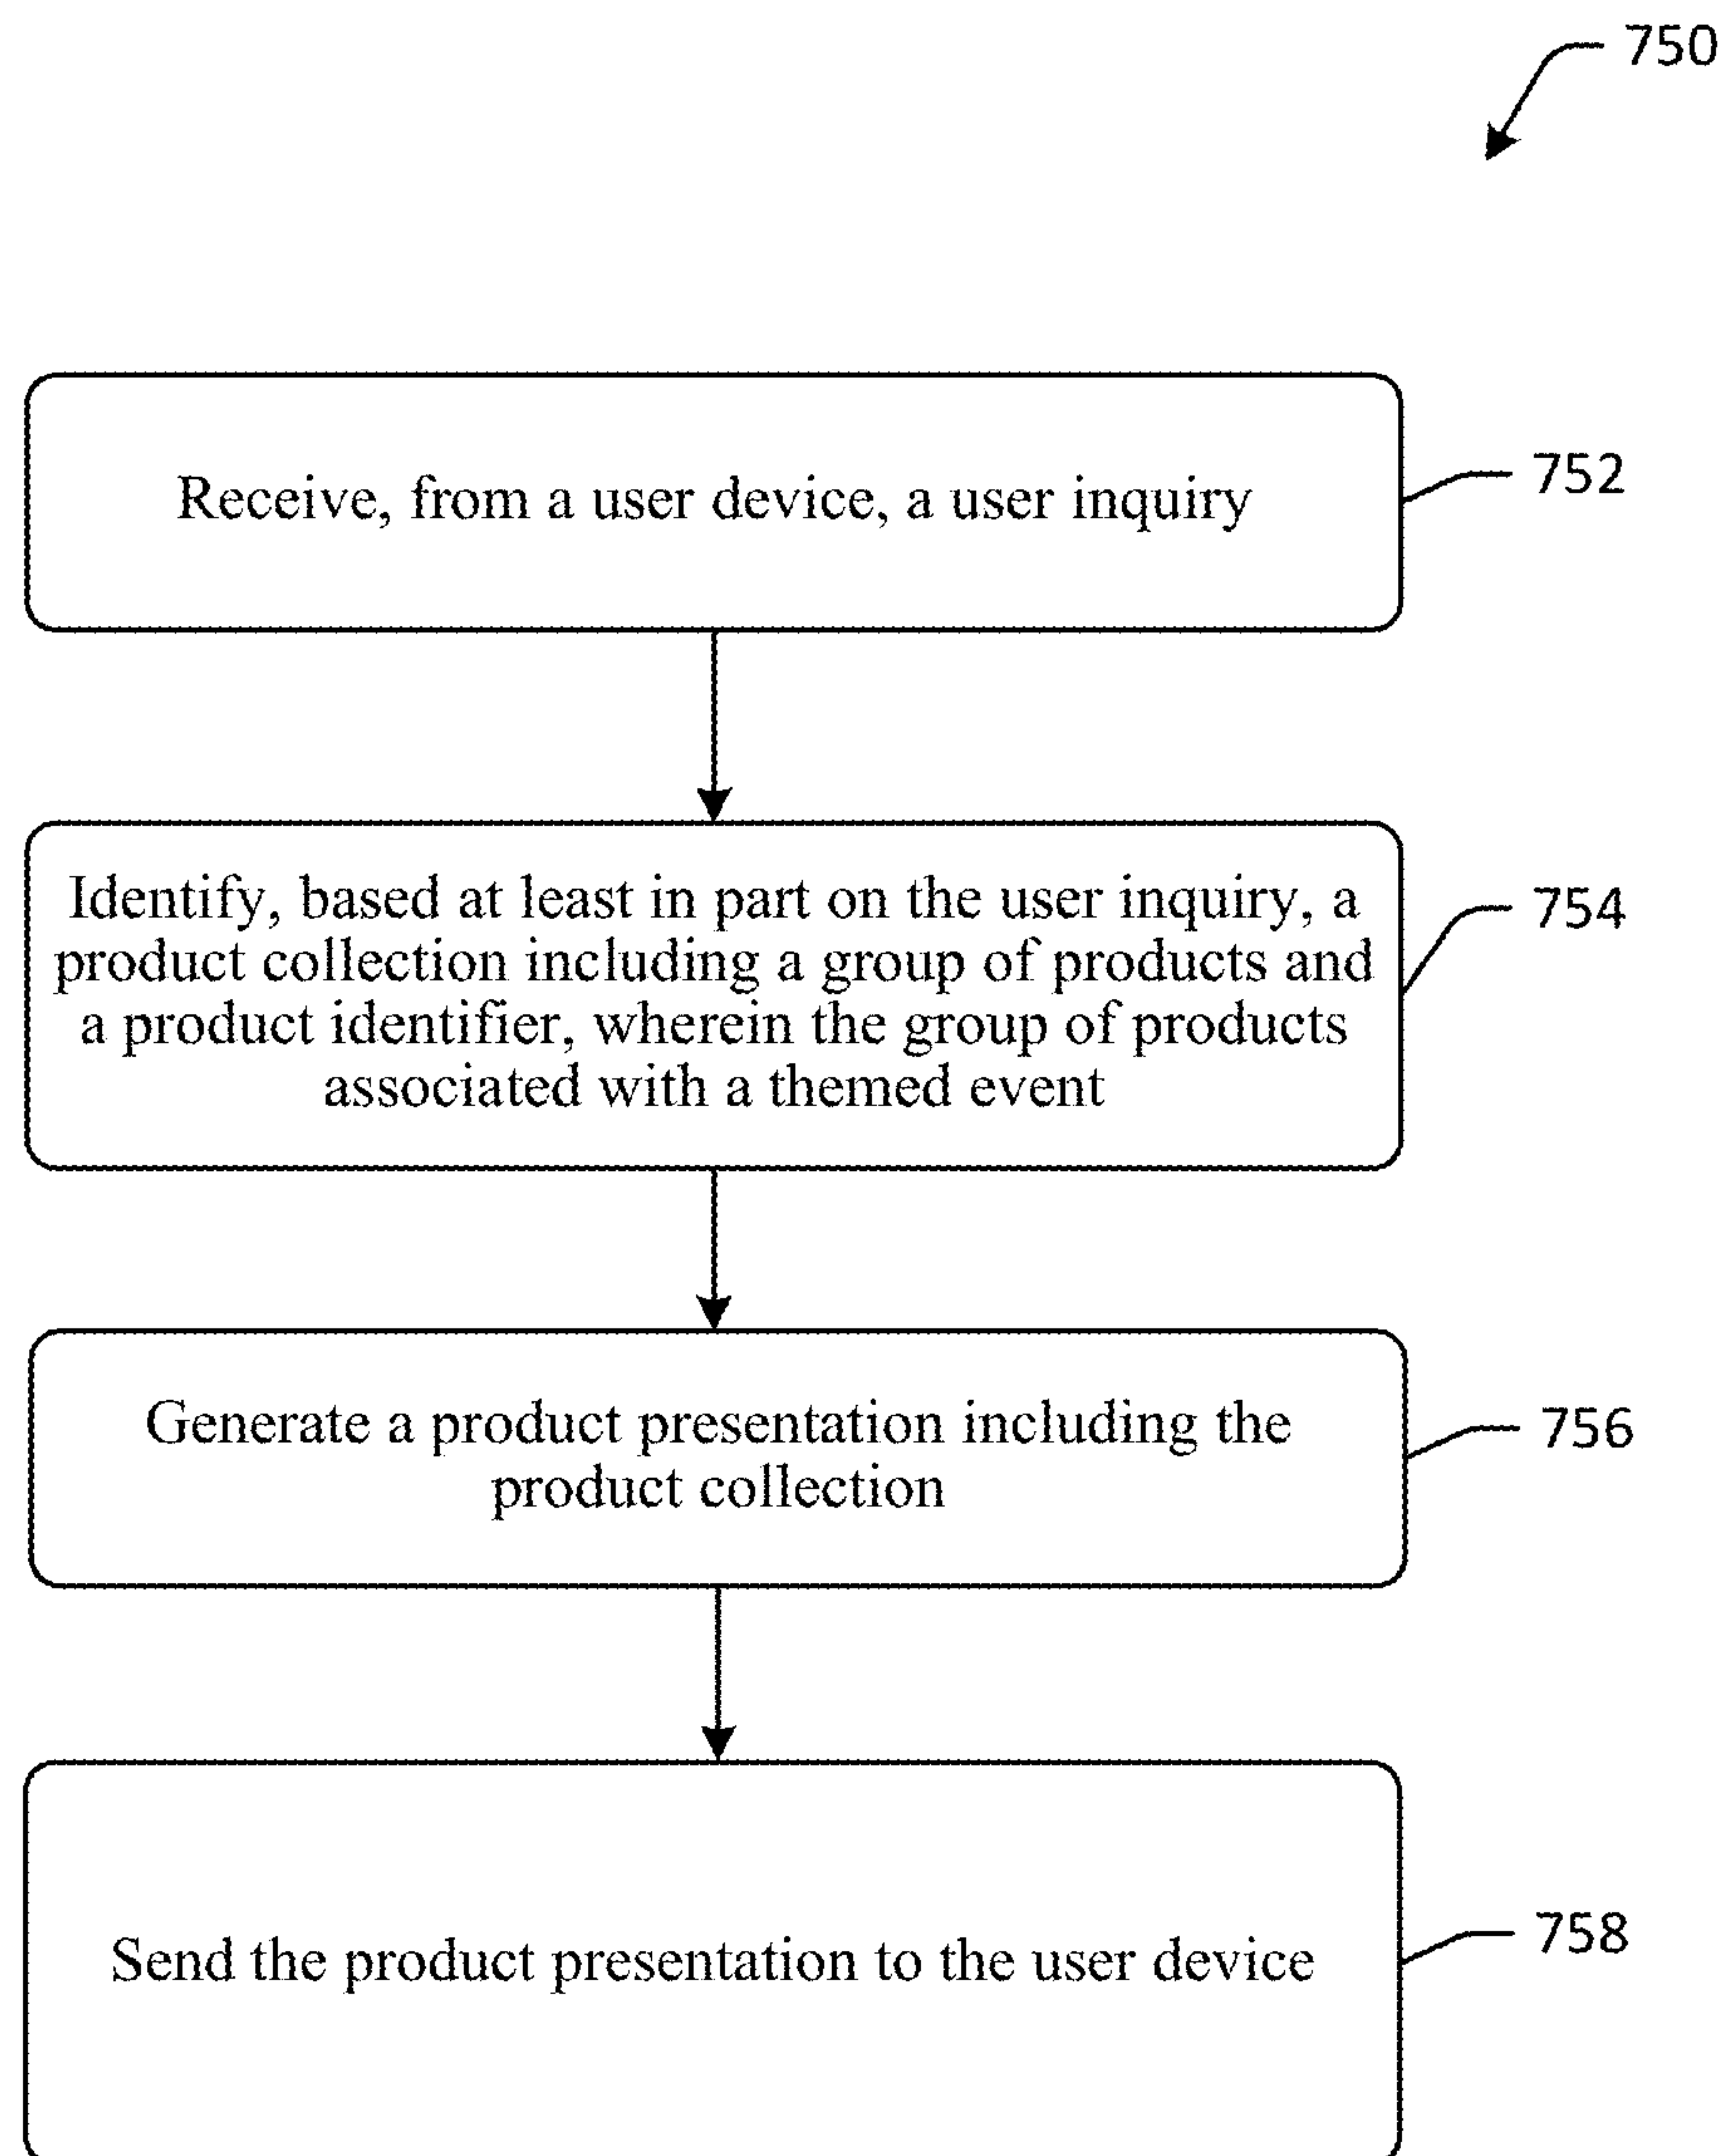 750
Receive, from a user device, a user inquiry
752
Identify, based at least in part on the user inquiry, a
product collection including a group of products and
a product identifier, wherein the group of products
associated with a themed event
754
Generate a product presentation including the
product collection
756
Send the product presentation to the user device
758